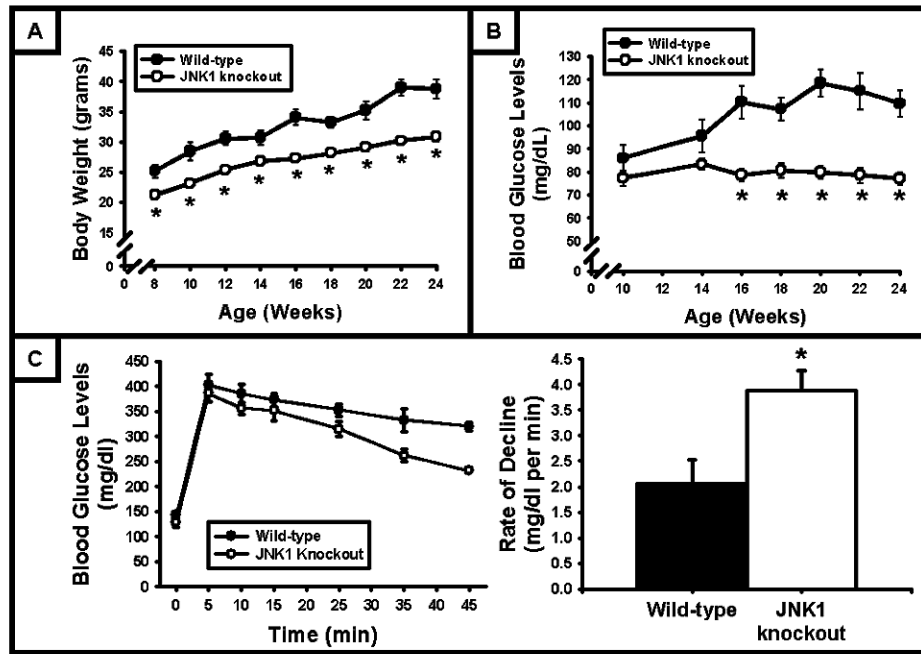 A
Wild-type
JNK1 knockout
Body Weight (grams)
45
40
35
30
25
20
15
0
* * * * * * * * *
0 8 10 12 14 16 18 20 22 24
Age (Weeks)
B
Wild-type
JNK1 knockout
Blood Glucose Levels
(mg/dL)
130
120
110
100
90
80
70
60
50
0
* * * * *
0 10 14 16 18 20 22 24
Age (Weeks)
C
Blood Glucose Levels
(mg/dl)
450
400
350
300
250
200
150
100
50
0
Wild-type
JNK1 Knockout
0 5 10 15 20 25 30 35 40 45
Time (min)
Rate of Decline
(mg/dl per min)
4.5
4.0
3.5
3.0
2.5
2.0
1.5
1.0
0.5
0.0
*
Wild-type
JNK1
knockout